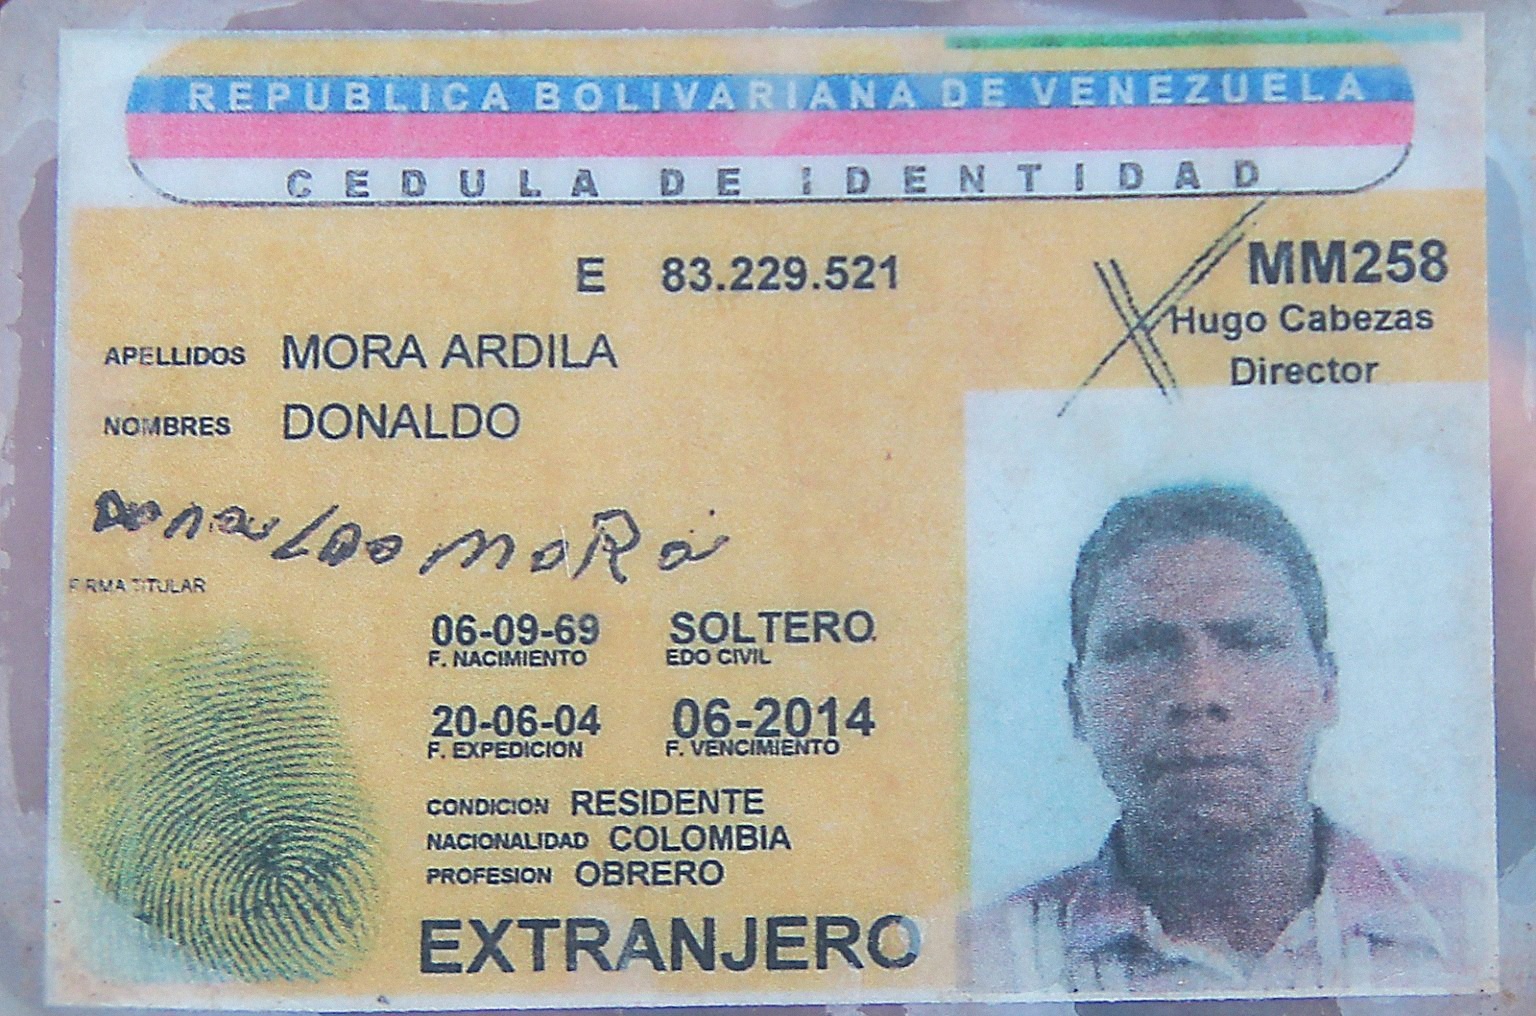 REPUBLICA BOLIVARIANA DE VENEZUELA
CEDULA DE IDENTIDAD
E 83.229.521
MM258
Hugo Cabezas
Director
APELLIDOS MORA ARDILA
NOMBRES DONALDO
Donaldo moRa
FIRMA TITULAR
06-09-69 SOLTERO
F. NACIMIENTO EDO CIVIL
20-06-04 06-2014
F. EXPEDICION F. VENCIMIENTO
CONDICION RESIDENTE
NACIONALIDAD COLOMBIA
PROFESION OBRERO
EXTRANJERO